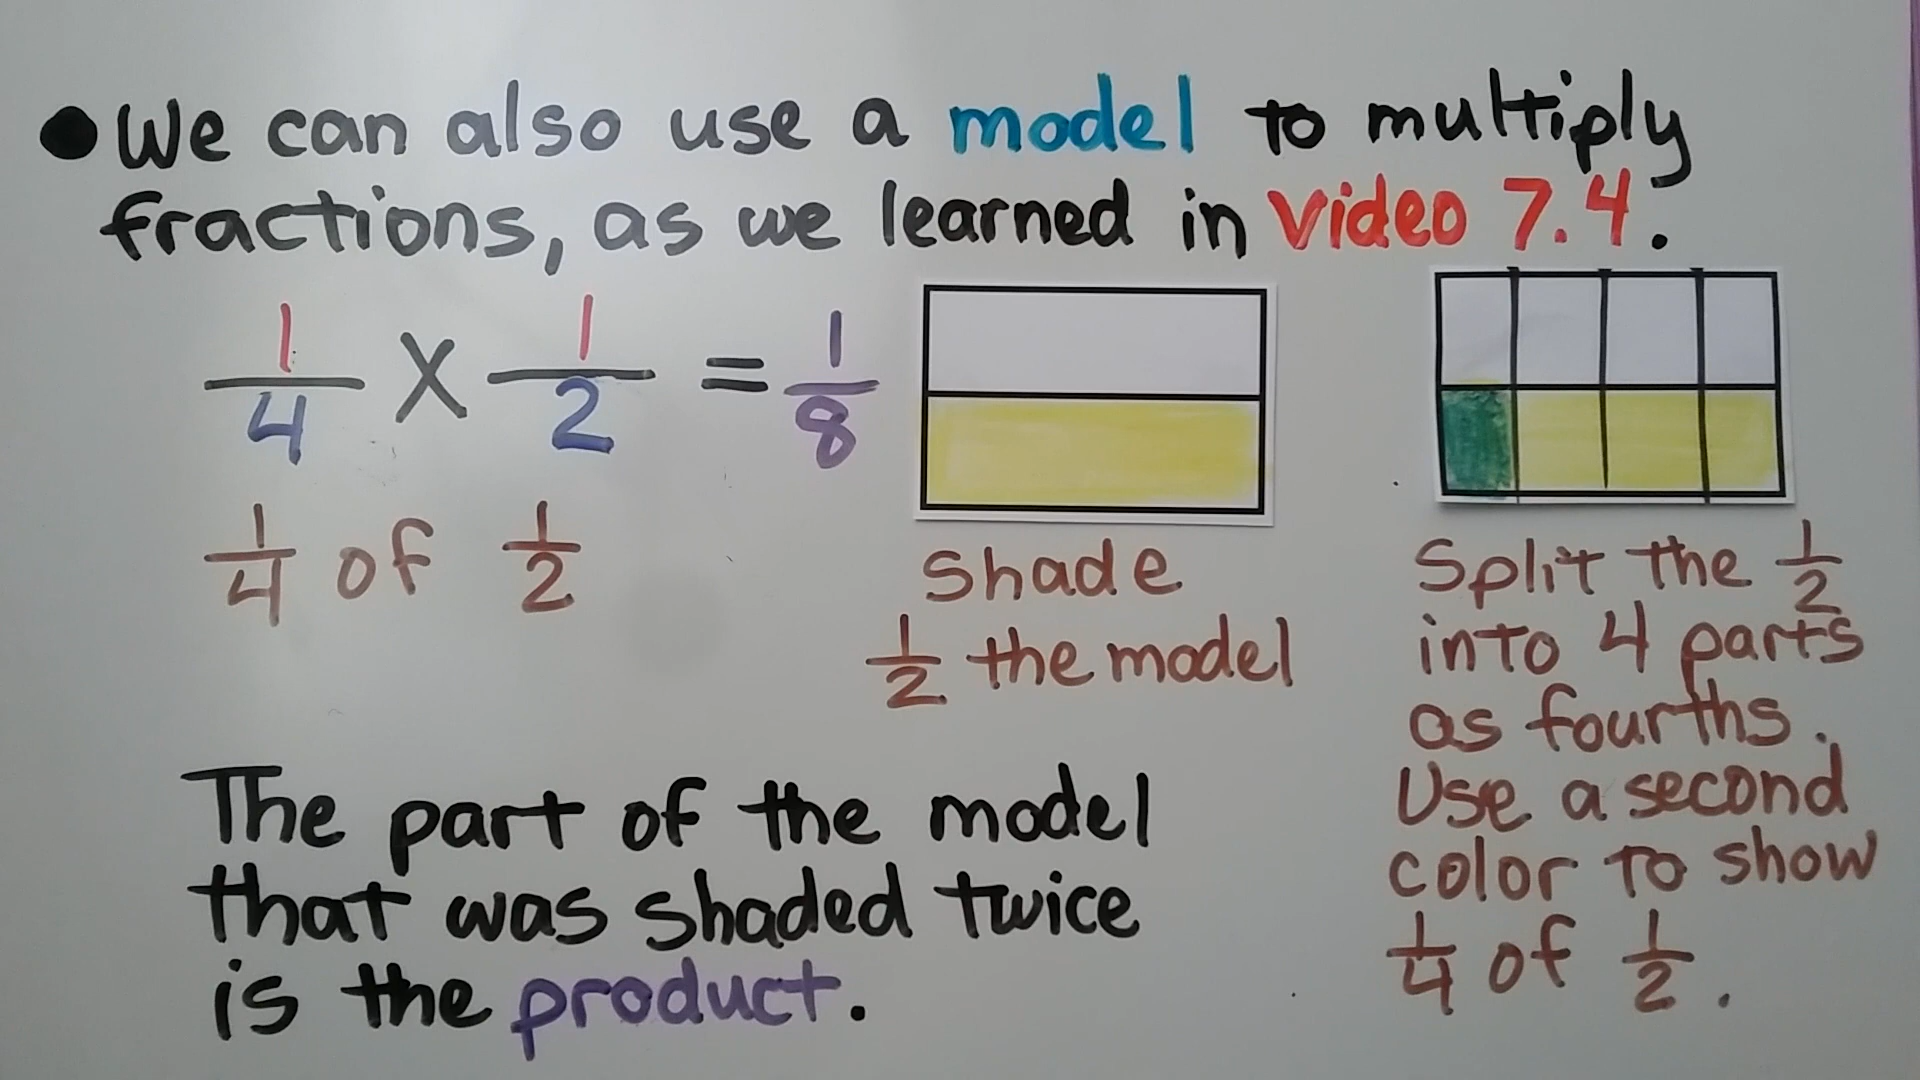 ● We can also use a model to multiply
fractions, as we learned in video 7.4.
1/4 X 1/2 = 1/8
1/4 of 1/2
Shade
1/2 the model
Split the 1/2
into 4 parts
as fourths.
Use a second
color to show
1/4 of 1/2.
The part of the model
that was shaded twice
is the product.